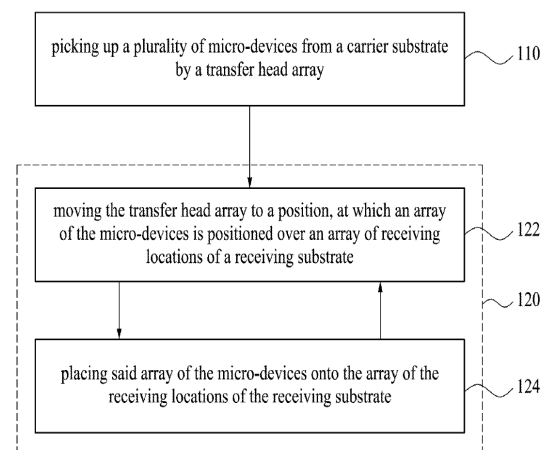 picking up a plurality of micro-devices from a carrier substrate
by a transfer head array
110
moving the transfer head array to a position, at which an array
of the micro-devices is positioned over an array of receiving
locations of a receiving substrate
122
120
placing said array of the micro-devices onto the array of the
receiving locations of the receiving substrate
124